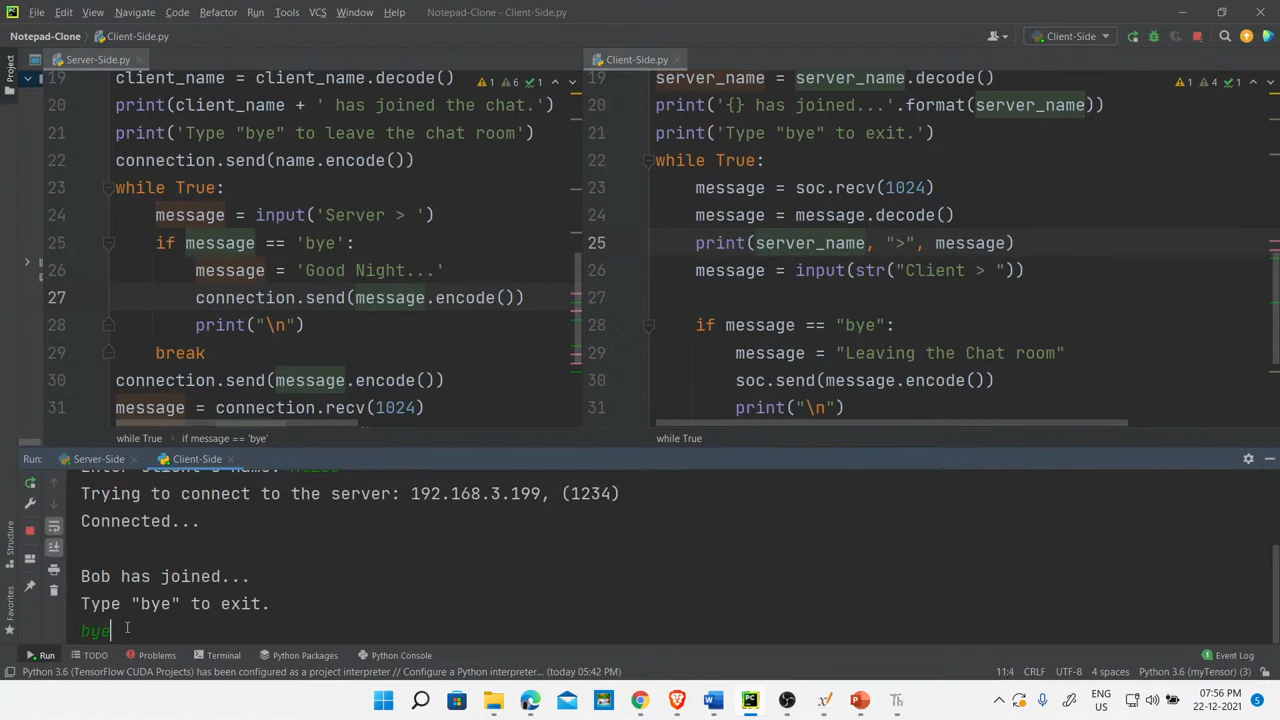 File Edit View Navigate Code Refactor Run Tools VCS Window Help Notepad-Clone - Client-Side.py
Notepad-Clone Client-Side.py Client-Side
Project
Server-Side.py
19 client_name = client_name.decode()
20 print(client_name + ' has joined the chat.')
21 print('Type "bye" to leave the chat room')
22 connection.send(name.encode())
23 while True:
24 message = input('Server > ')
25 if message == 'bye':
26 message = 'Good Night...'
27 connection.send(message.encode())
28 print("\n")
29 break
30 connection.send(message.encode())
31 message = connection.recv(1024)
1 6 1
while True if message == 'bye'
Client-Side.py
19 server_name = server_name.decode()
20 print('{} has joined...'.format(server_name))
21 print('Type "bye" to exit.')
22 while True:
23 message = soc.recv(1024)
24 message = message.decode()
25 print(server_name, ">", message)
26 message = input(str("Client > "))
27
28 if message == "bye":
29 message = "Leaving the Chat room"
30 soc.send(message.encode())
31 print("\n")
1 4 1
while True
Run: Server-Side Client-Side
Trying to connect to the server: 192.168.3.199, (1234)
Connected...
Bob has joined...
Type "bye" to exit.
bye
Structure
Favorites
Run TODO Problems Terminal Python Packages Python Console Event Log
Python 3.6 (TensorFlow CUDA Projects) has been configured as a project interpreter // Configure a Python interpreter... (today 05:42 PM) 11:4 CRLF UTF-8 4 spaces Python 3.6 (myTensor) (3)
ENG
US
07:56 PM
22-12-2021
5